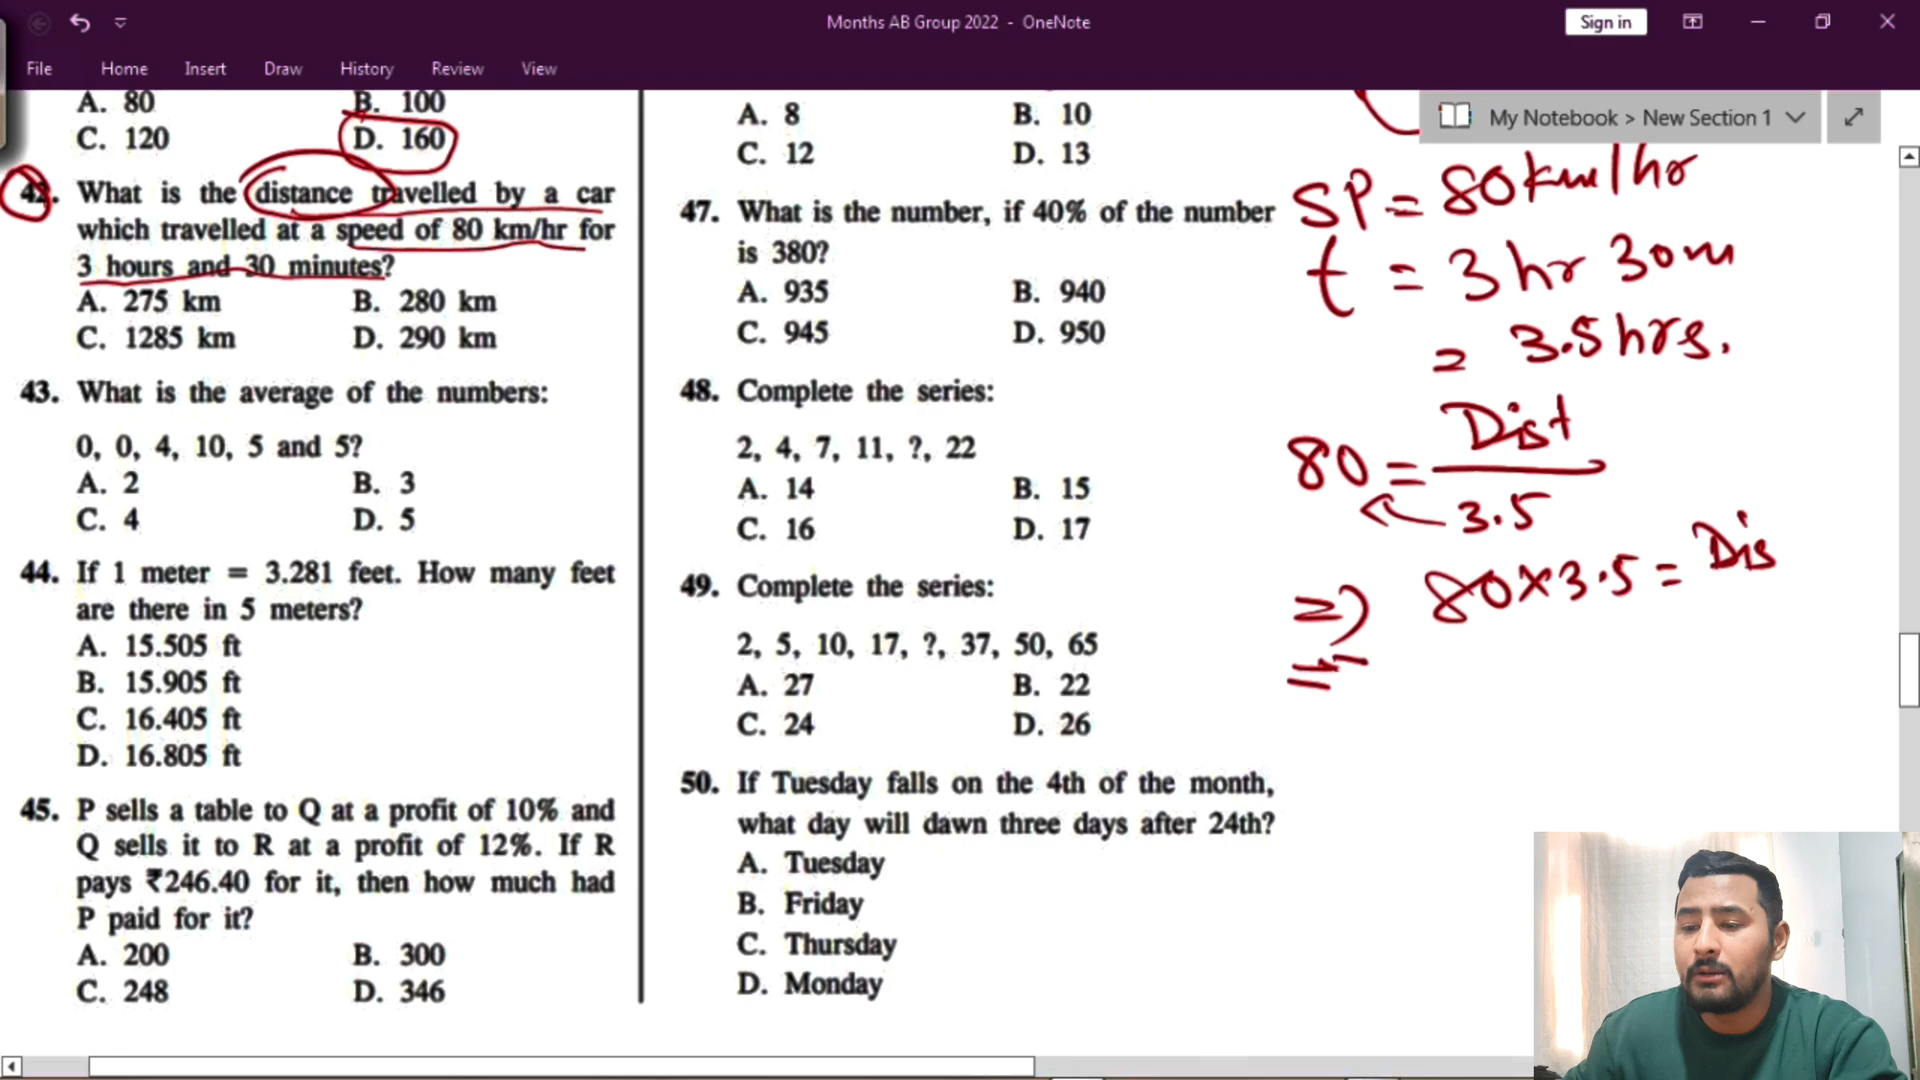 Months AB Group 2022 - OneNote
Sign in
File Home Insert Draw History Review View
My Notebook > New Section 1
A. 80 B. 100
C. 120 D. 160
42. What is the distance travelled by a car
which travelled at a speed of 80 km/hr for
3 hours and 30 minutes?
A. 275 km B. 280 km
C. 1285 km D. 290 km
43. What is the average of the numbers:
0, 0, 4, 10, 5 and 5?
A. 2 B. 3
C. 4 D. 5
44. If 1 meter = 3.281 feet. How many feet
are there in 5 meters?
A. 15.505 ft
B. 15.905 ft
C. 16.405 ft
D. 16.805 ft
45. P sells a table to Q at a profit of 10% and
Q sells it to R at a profit of 12%. If R
pays ₹246.40 for it, then how much had
P paid for it?
A. 200 B. 300
C. 248 D. 346
A. 8 B. 10
C. 12 D. 13
47. What is the number, if 40% of the number
is 380?
A. 935 B. 940
C. 945 D. 950
48. Complete the series:
2, 4, 7, 11, ?, 22
A. 14 B. 15
C. 16 D. 17
49. Complete the series:
2, 5, 10, 17, ?, 37, 50, 65
A. 27 B. 22
C. 24 D. 26
50. If Tuesday falls on the 4th of the month,
what day will dawn three days after 24th?
A. Tuesday
B. Friday
C. Thursday
D. Monday
SP = 80km/hr
t = 3hr 30m
= 3.5hrs.
80 = Dist
3.5
⇒ 80×3.5 = Dis
=